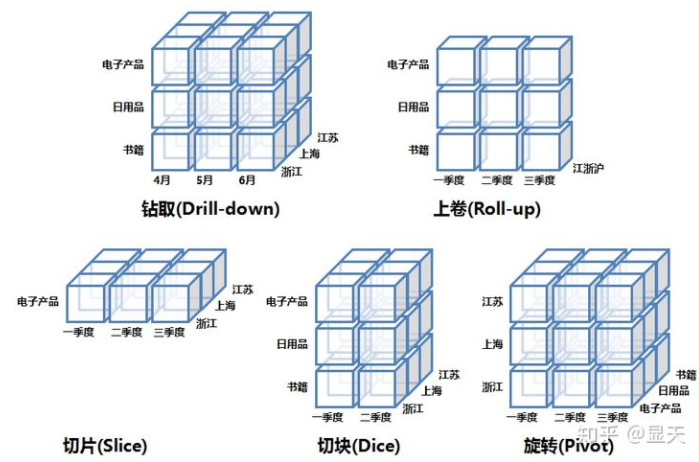 电子产品
日用品
书籍
江苏
上海
浙江
4月 5月 6月
钻取(Drill-down)
电子产品
日用品
书籍
江浙沪
一季度 二季度 三季度
上卷(Roll-up)
电子产品
江苏
上海
浙江
一季度 二季度 三季度
切片(Slice)
电子产品
日用品
书籍
江苏
上海
浙江
一季度 二季度
切块(Dice)
江苏
上海
浙江
书籍
日用品
电子产品
一季度 二季度 三季度
旋转(Pivot)
知乎 @显天